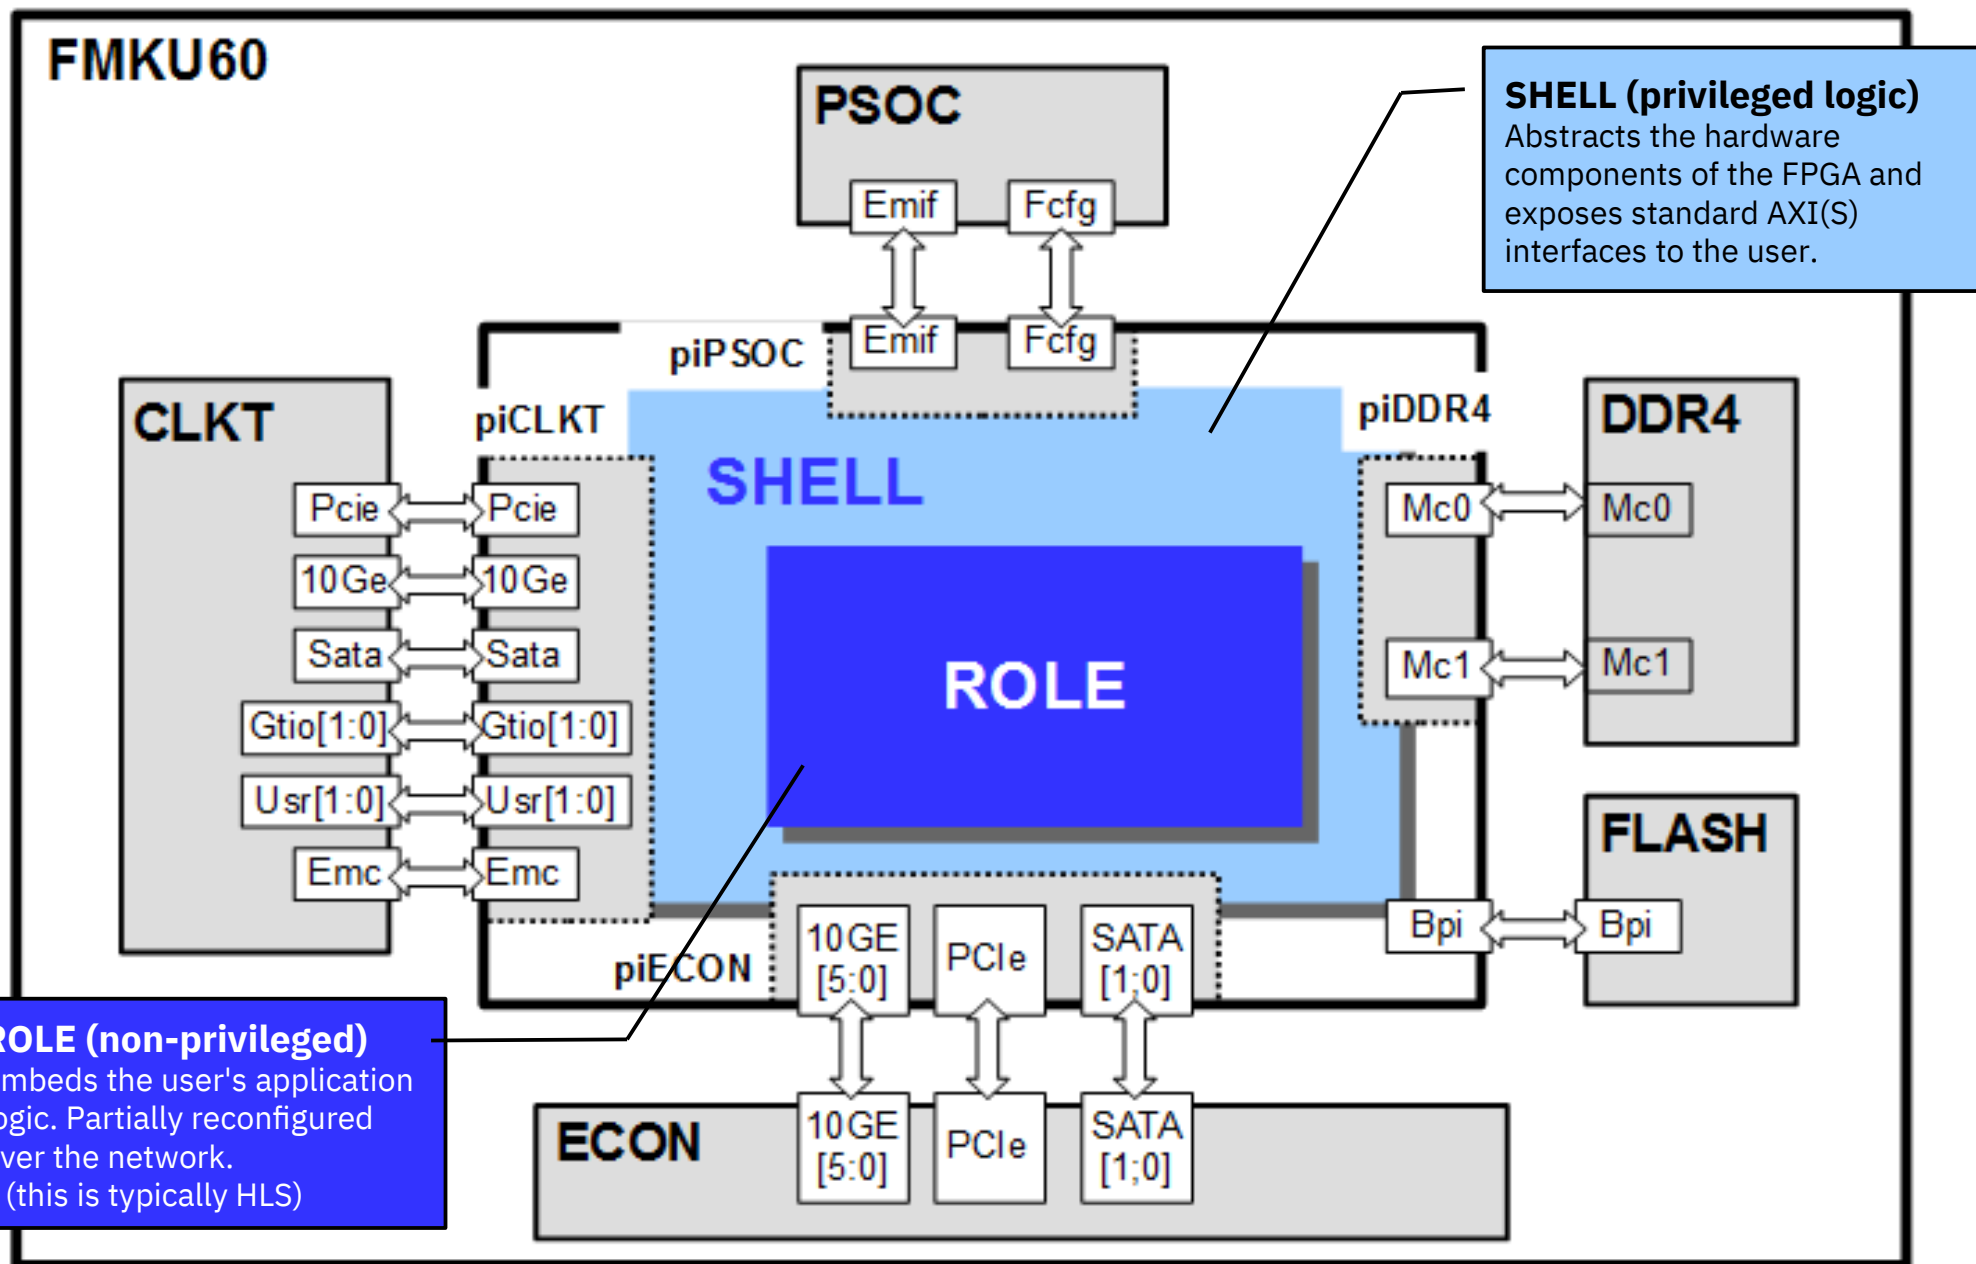 FMKU60
PSOC
Emif
Fcfg
SHELL (privileged logic)
Abstracts the hardware
components of the FPGA and
exposes standard AXI(S)
interfaces to the user.
piPSOC
Emif
Fcfg
CLKT
piCLKT
piDDR4
DDR4
SHELL
Pcie
Pcie
Mc0
Mc0
10Ge
10Ge
Sata
Sata
Mc1
Mc1
ROLE
Gtio[1:0]
Gtio[1:0]
Usr[1:0]
Usr[1:0]
FLASH
Emc
Emc
Bpi
Bpi
piECON
10GE
[5:0]
PCIe
SATA
[1;0]
ROLE (non-privileged)
mbeds the user's application
ogic. Partially reconfigured
ver the network.
(this is typically HLS)
ECON
10GE
[5:0]
PCIe
SATA
[1;0]